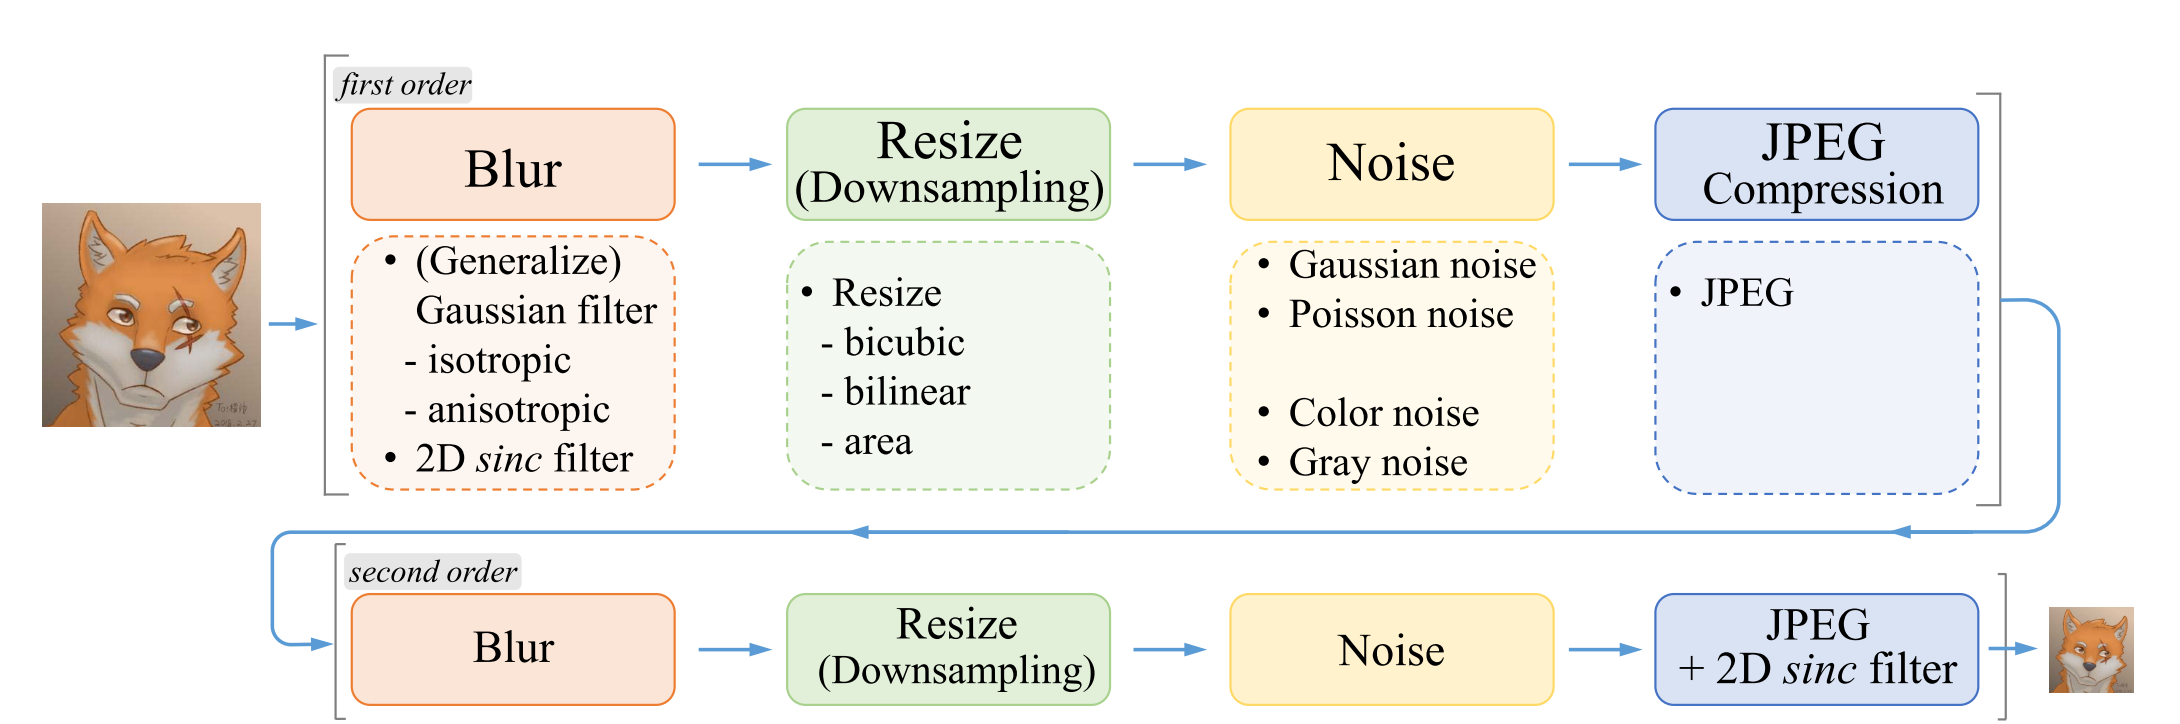 first order
Blur
Resize
(Downsampling)
Noise
JPEG
Compression
• (Generalize)
Gaussian filter
- isotropic
- anisotropic
• 2D sinc filter
• Resize
- bicubic
- bilinear
- area
• Gaussian noise
• Poisson noise
• Color noise
• Gray noise
• JPEG
second order
Blur
Resize
(Downsampling)
Noise
JPEG
+ 2D sinc filter